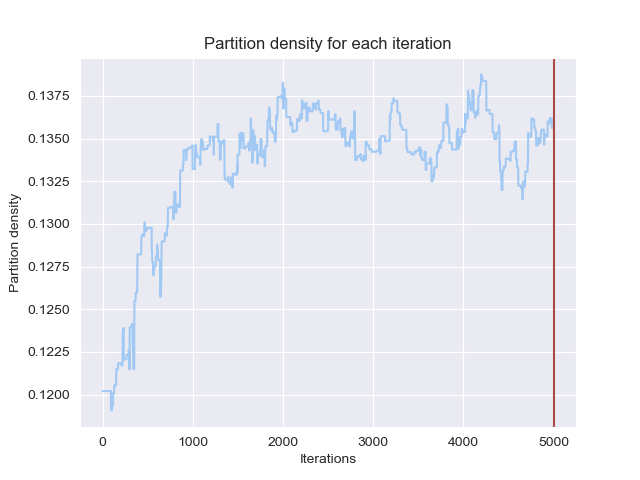 Partition density for each iteration
Partition density
0.1375
0.1350
0.1325
0.1300
0.1275
0.1250
0.1225
0.1200
0 1000 2000 3000 4000 5000
Iterations